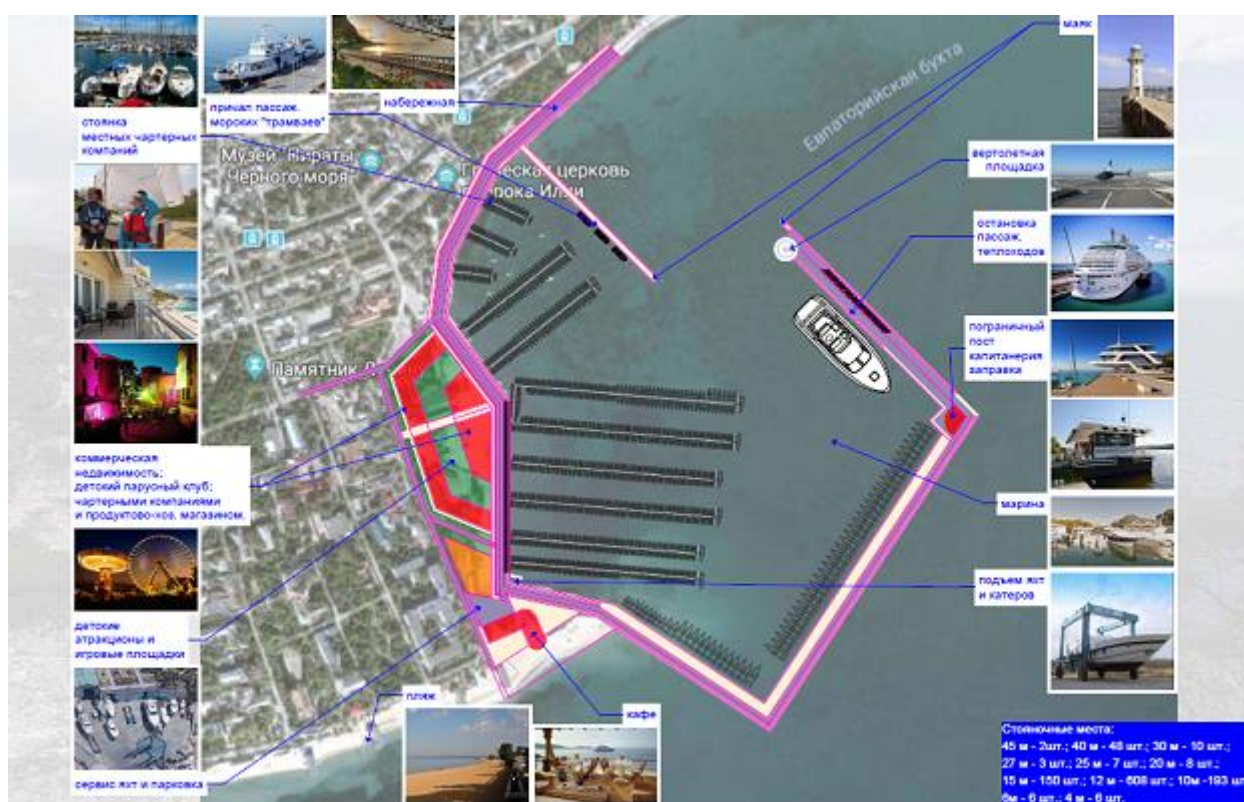 маяк
Евпаторийская бухта
набережная
причал пассаж.
морских "трамваев"
стоянка
местных чартерных
компаний
Музей "Пираты
Черного моря"
церковь
вертолетная
площадка
остановка
пассаж.
теплоходов
пограничный
пост
капитанерия
заправка
Памятник
коммерческая
недвижимость:
детский парусный клуб;
чартерными компаниями
магазином.
марина
подъем яхт
и катеров
детские
атракционы и
игровые площадки
пляж
кафе
сервис яхт и парковка
Стояночные места:
45 м - 2шт.; 40 м - 48 шт.; 30 м - 10 шт.;
27 м - 3 шт.; 25 м - 7 шт.; 20 м - 8 шт.;
15 м - 150 шт.; 12 м - 608 шт.; 10м -193 шт
6м - 6 шт.; 4 м - 6 шт.